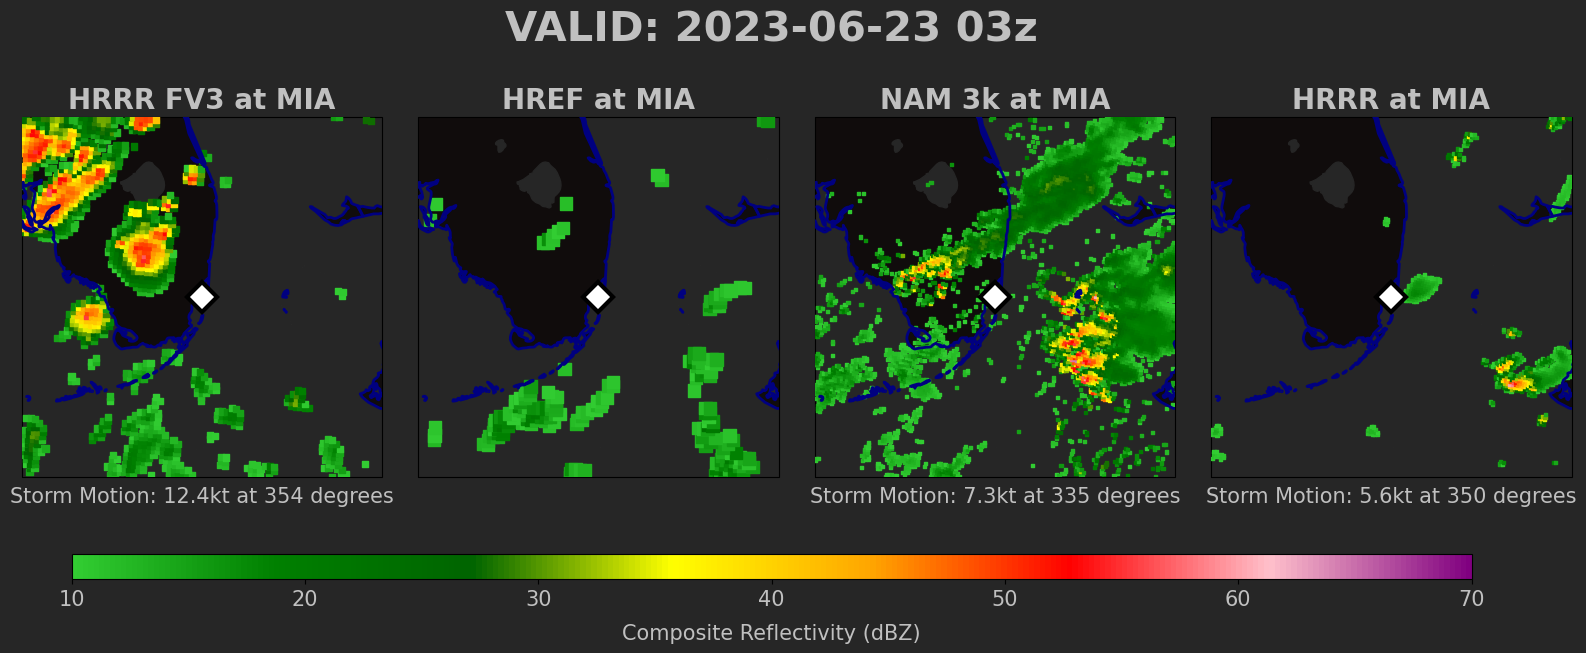 VALID: 2023-06-23 03z
HRRR FV3 at MIA
HREF at MIA
NAM 3k at MIA
HRRR at MIA
Storm Motion: 12.4kt at 354 degrees
Storm Motion: 7.3kt at 335 degrees
Storm Motion: 5.6kt at 350 degrees
10 20 30 40 50 60 70
Composite Reflectivity (dBZ)